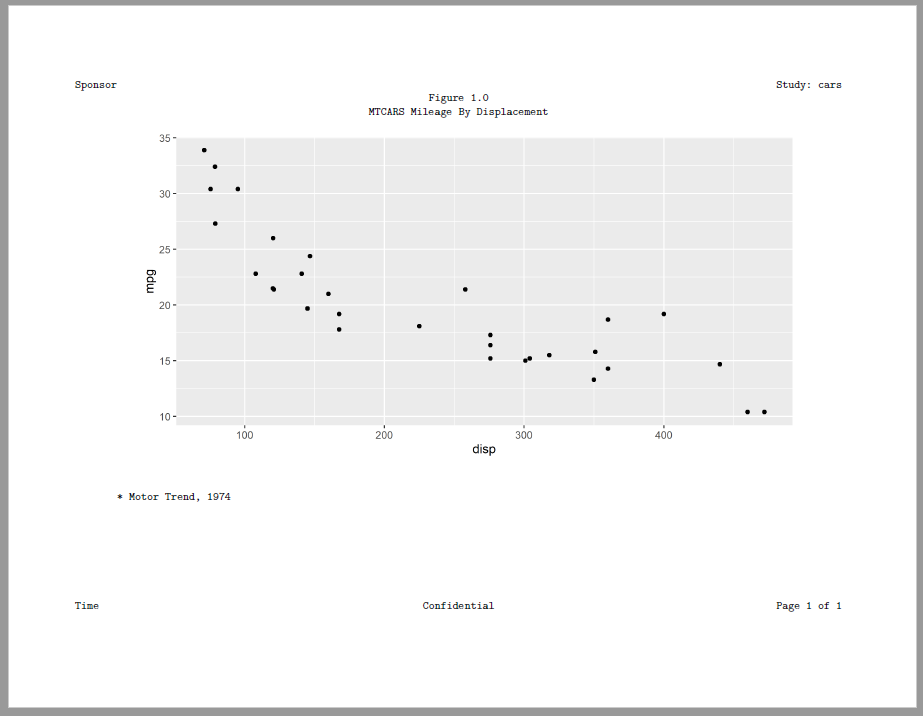 Sponsor Study: cars
Figure 1.0
MTCARS Mileage By Displacement
35
30
25
20
15
10
mpg
100 200 300 400
disp
* Motor Trend, 1974
Time Confidential Page 1 of 1